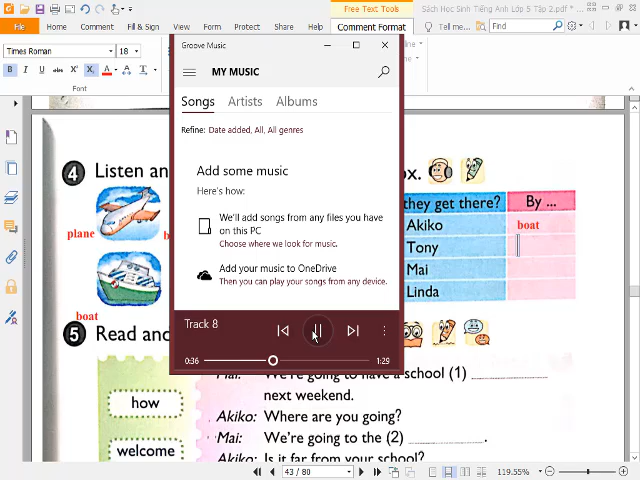 Free Text Tools
Sách Học Sinh Tiếng Anh Lớp 5 Tập 2.pdf *
File Home Comment Fill & Sign Protect Share Help Comment Format Tell me... Find
Times Roman 18
B I U abc X² X₂ A T
Groove Music
MY MUSIC
Songs Artists Albums
Refine: Date added, All, All genres
Add some music
Here's how:
We'll add songs from any files you have
on this PC
Choose where we look for music.
Add your music to OneDrive
Then you can play your songs from any device.
Track 8
0:36 1:29
4 Listen an
ox.
plane
boat
they get there? By ...
Akiko boat
Tony
Mai
Linda
5 Read and
how
welcome
Mai: We're going to have a school (1)
next weekend.
Akiko: Where are you going?
Mai: We're going to the (2)
Akiko: Is it far from your school?
43 / 80 119.55%